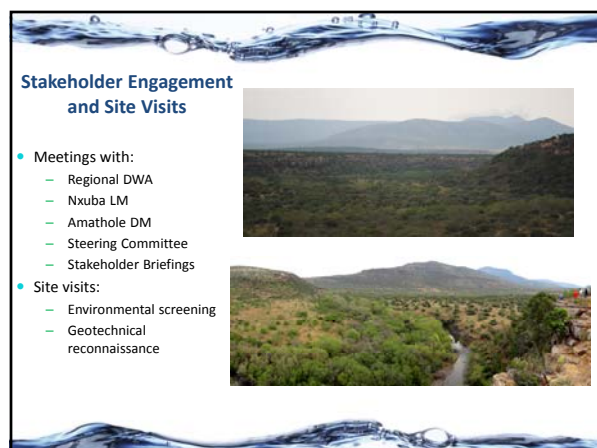 Stakeholder Engagement
and Site Visits
• Meetings with:
– Regional DWA
– Nxuba LM
– Amathole DM
– Steering Committee
– Stakeholder Briefings
• Site visits:
– Environmental screening
– Geotechnical
reconnaissance